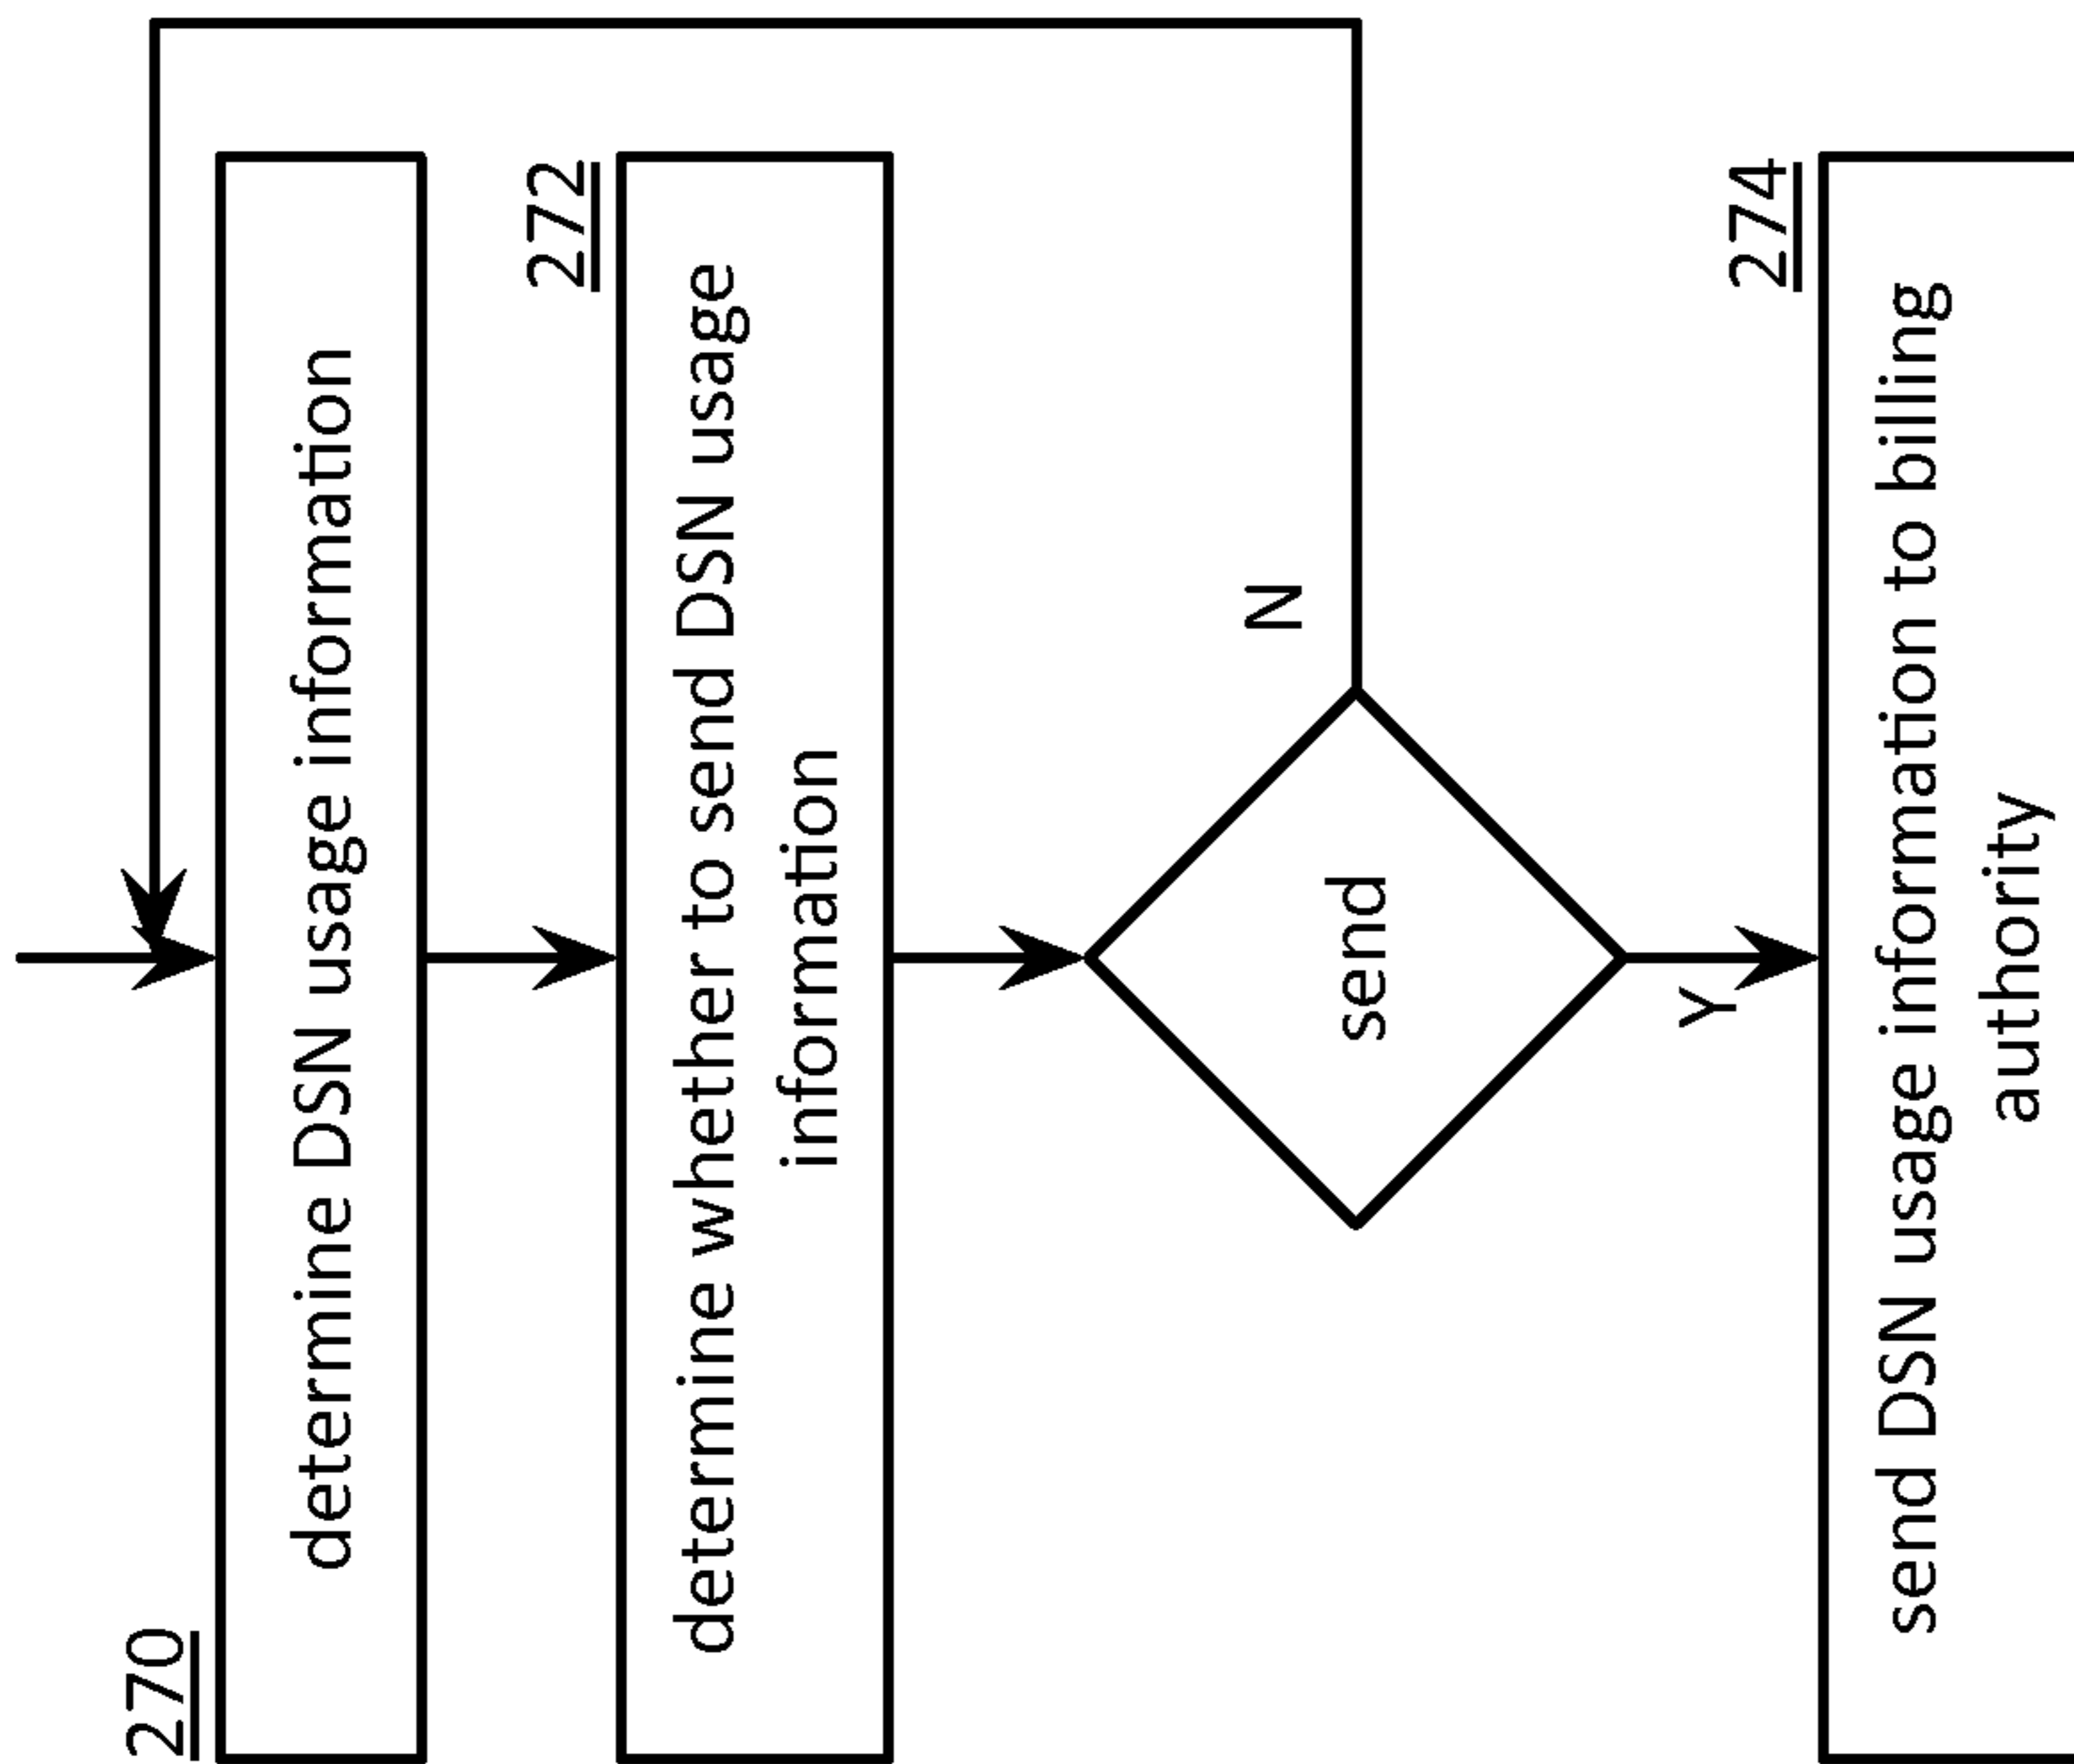 270
determine DSN usage information
272
determine whether to send DSN usage
information
send
N
Y
274
send DSN usage information to billing
authority